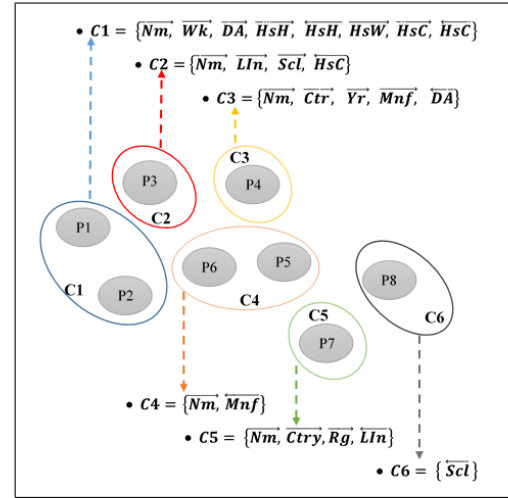 • C1 = {Nm, Wk, DA, HsH, HsH, HsW, HsC, HsC}
• C2 = {Nm, LIn, Scl, HsC}
• C3 = {Nm, Ctr, Yr, Mnf, DA}
C3
P3
P4
C2
P1
P6
P5
P8
C1
P2
C4
C5
C6
P7
• C4 = {Nm, Mnf}
• C5 = {Nm, Ctry, Rg, LIn}
• C6 = { Scl}